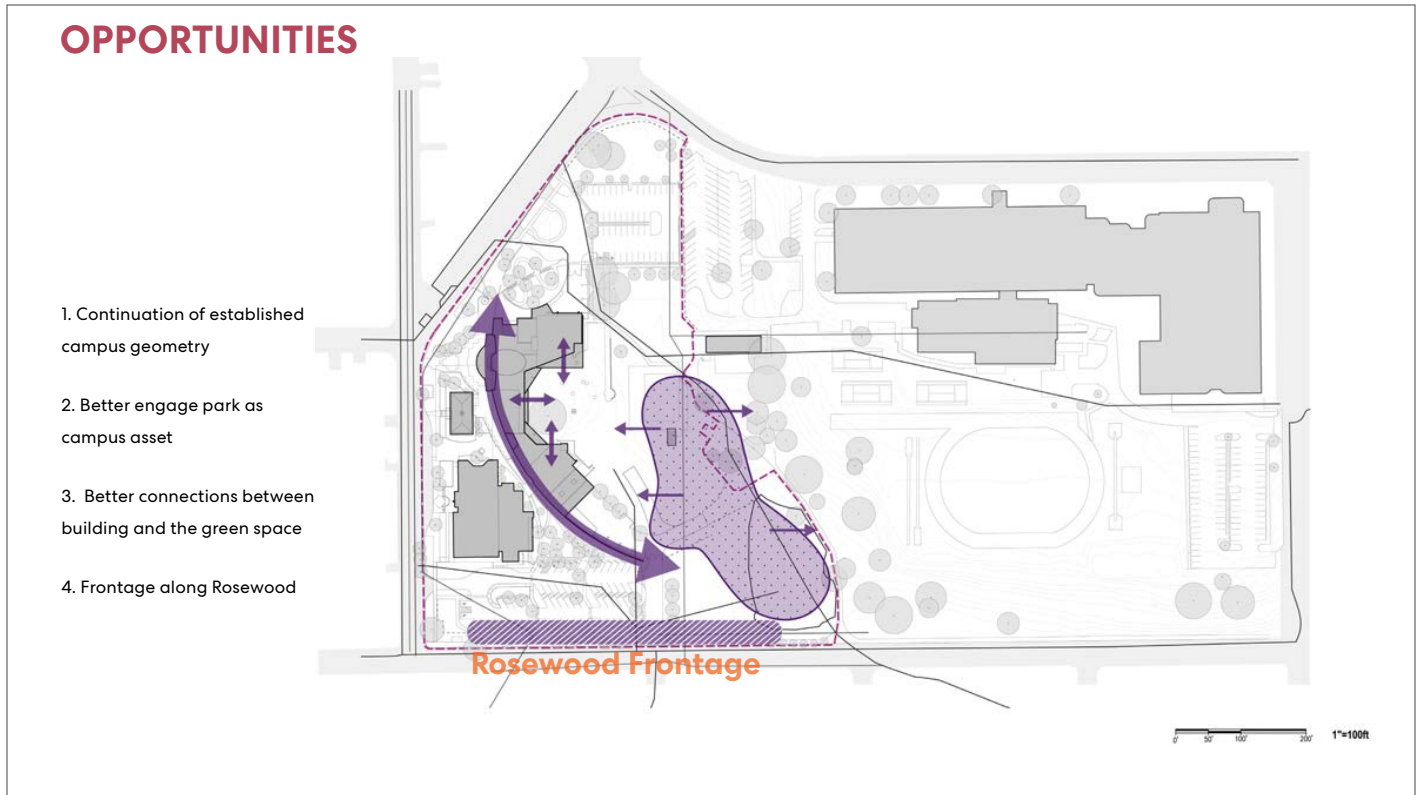 OPPORTUNITIES
1. Continuation of established
campus geometry
2. Better engage park as
campus asset
3. Better connections between
building and the green space
4. Frontage along Rosewood
Rosewood Frontage
0' 50' 100' 200' 1"=100ft